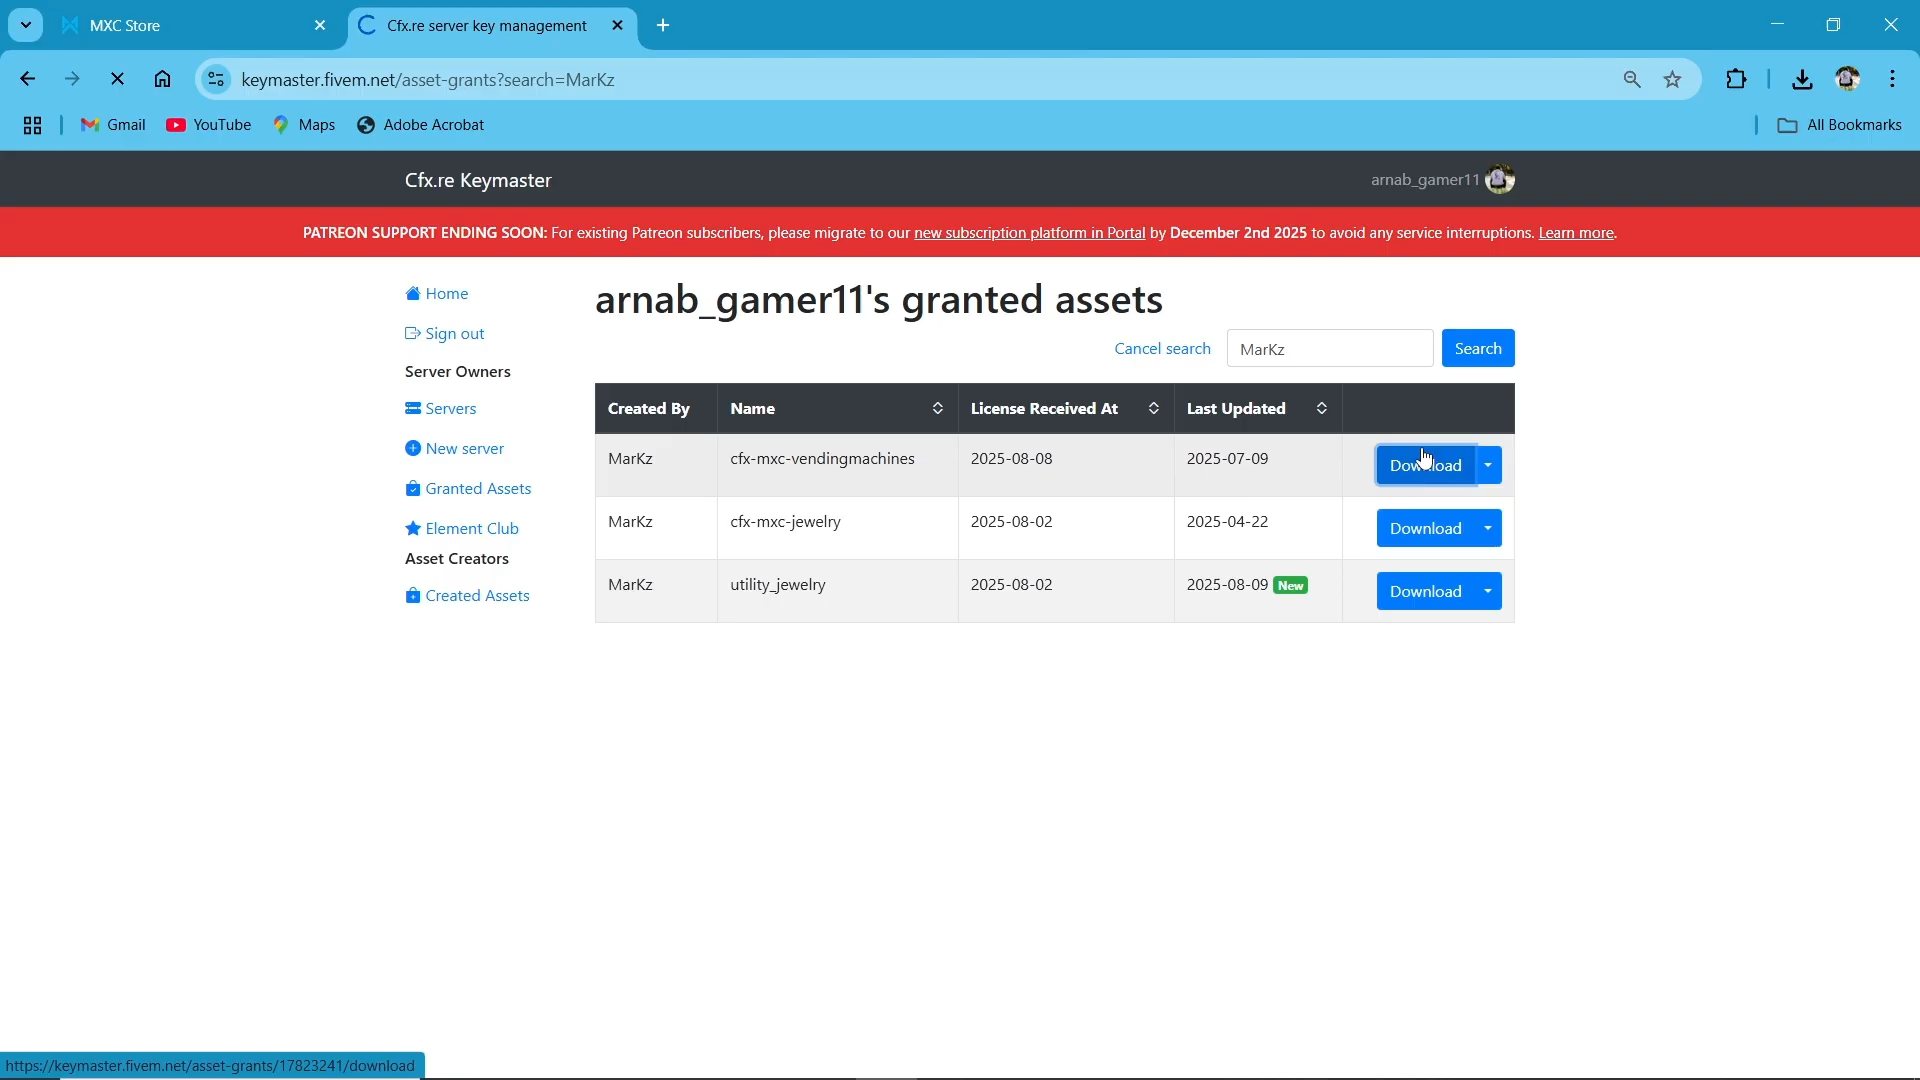 MXC Store
Cfx.re server key management
keymaster.fivem.net/asset-grants?search=MarKz
Gmail
YouTube
Maps
Adobe Acrobat
All Bookmarks
Cfx.re Keymaster
arnab_gamer11
PATREON SUPPORT ENDING SOON: For existing Patreon subscribers, please migrate to our new subscription platform in Portal by December 2nd 2025 to avoid any service interruptions. Learn more.
Home
Sign out
Server Owners
Servers
New server
Granted Assets
Element Club
Asset Creators
Created Assets
arnab_gamer11's granted assets
Cancel search MarKz Search
Created By Name License Received At Last Updated
MarKz cfx-mxc-vendingmachines 2025-08-08 2025-07-09 Download
MarKz cfx-mxc-jewelry 2025-08-02 2025-04-22 Download
MarKz utility_jewelry 2025-08-02 2025-08-09 New Download
https://keymaster.fivem.net/asset-grants/17823241/download